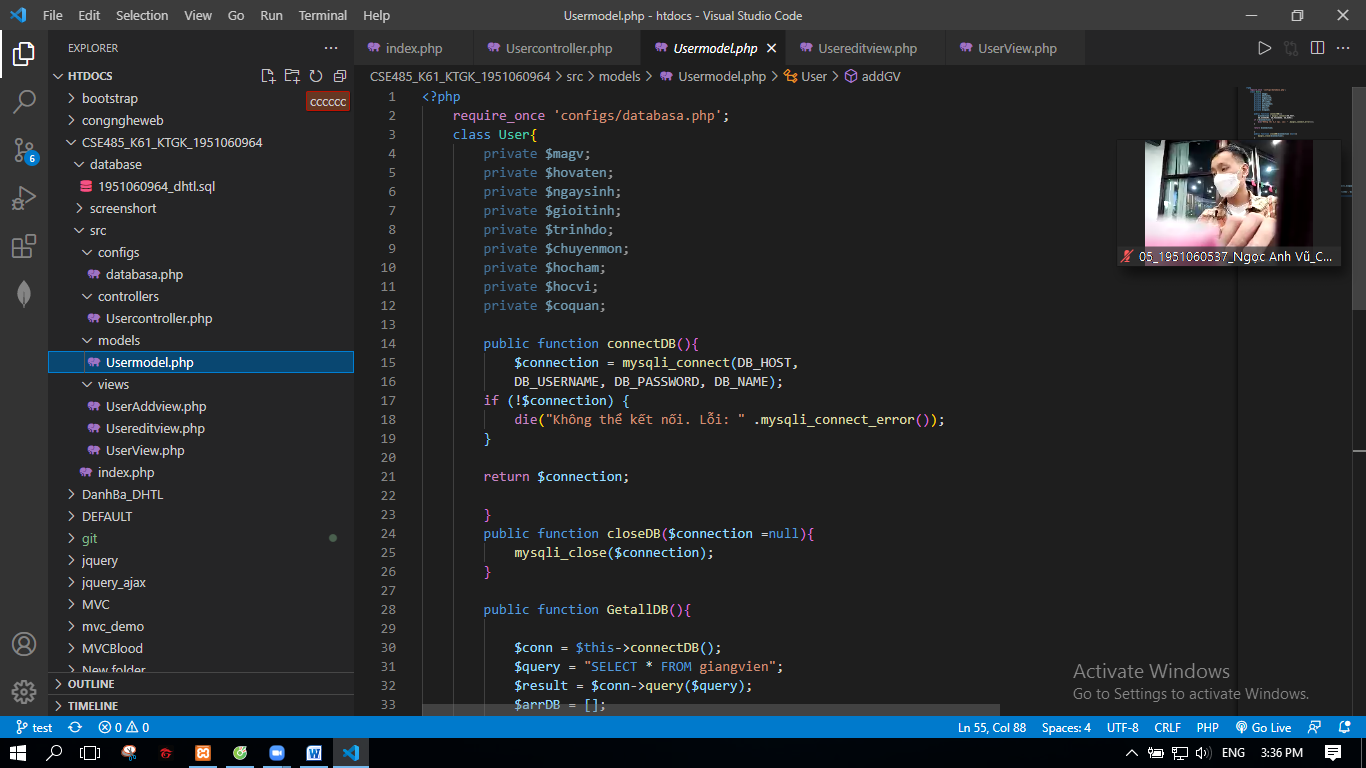 File Edit Selection View Go Run Terminal Help
Usermodel.php - htdocs - Visual Studio Code
EXPLORER
HTDOCS
bootstrap
cccccc
congngheweb
CSE485_K61_KTGK_1951060964
database
1951060964_dhtl.sql
screenshort
src
configs
databasa.php
controllers
Usercontroller.php
models
Usermodel.php
views
UserAddview.php
Usereditview.php
UserView.php
index.php
DanhBa_DHTL
DEFAULT
git
jquery
jquery_ajax
MVC
mvc_demo
MVCBlood
New folder
OUTLINE
TIMELINE
6
index.php Usercontroller.php Usermodel.php Usereditview.php UserView.php
CSE485_K61_KTGK_1951060964 > src > models > Usermodel.php > User > addGV
1 <?php
2 require_once 'configs/databasa.php';
3 class User{
4 private $magv;
5 private $hovaten;
6 private $ngaysinh;
7 private $gioitinh;
8 private $trinhdo;
9 private $chuyenmon;
10 private $hocham;
11 private $hocvi;
12 private $coquan;
13
14 public function connectDB(){
15 $connection = mysqli_connect(DB_HOST,
16 DB_USERNAME, DB_PASSWORD, DB_NAME);
17 if (!$connection) {
18 die("Không thể kết nối. Lỗi: " .mysqli_connect_error());
19 }
20
21 return $connection;
22
23 }
24 public function closeDB($connection =null){
25 mysqli_close($connection);
26 }
27
28 public function GetallDB(){
29
30 $conn = $this->connectDB();
31 $query = "SELECT * FROM giangvien";
32 $result = $conn->query($query);
33 $arrDB = [];
05_1951060537_Ngọc Anh Vũ_C...
Activate Windows
Go to Settings to activate Windows.
test 0 0 Ln 55, Col 88 Spaces: 4 UTF-8 CRLF PHP Go Live
ENG 3:36 PM